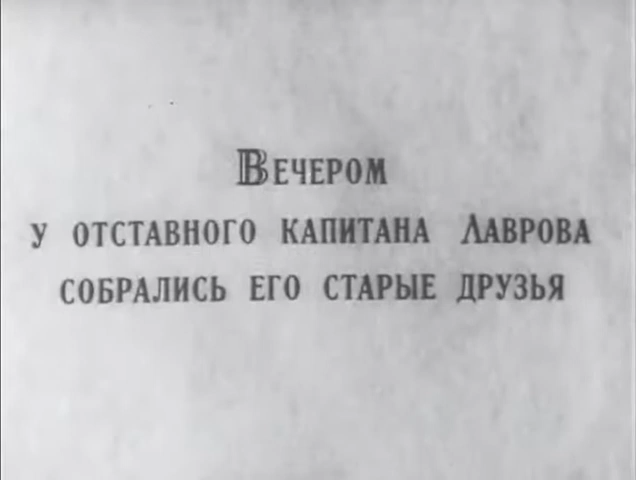 Вечером
у отставного капитана Лаврова
собрались его старые друзья